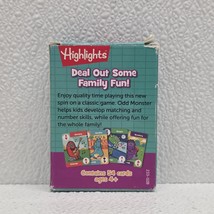 Highlights
Deal Out Some
Family Fun!
Enjoy quality time playing this new
spin on a classic game. Odd Monster
helps kids develop matching and
number skills, while offering fun for the
whole family!
Contains 54 cards
ages 4+